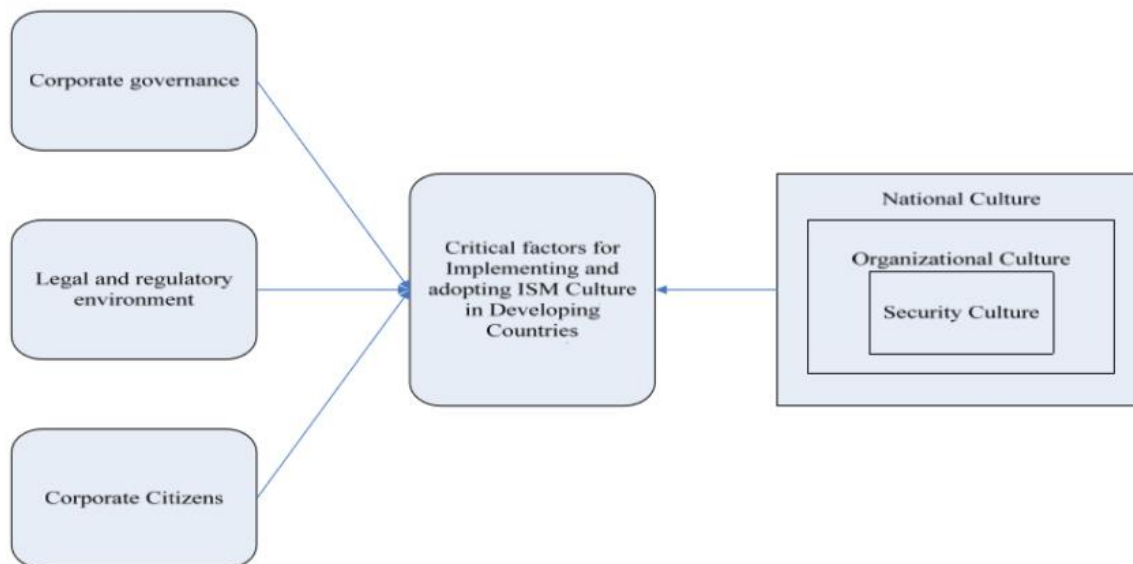 Corporate governance
Legal and regulatory
environment
Corporate Citizens
Critical factors for
Implementing and
adopting ISM Culture
in Developing
Countries
National Culture
Organizational Culture
Security Culture